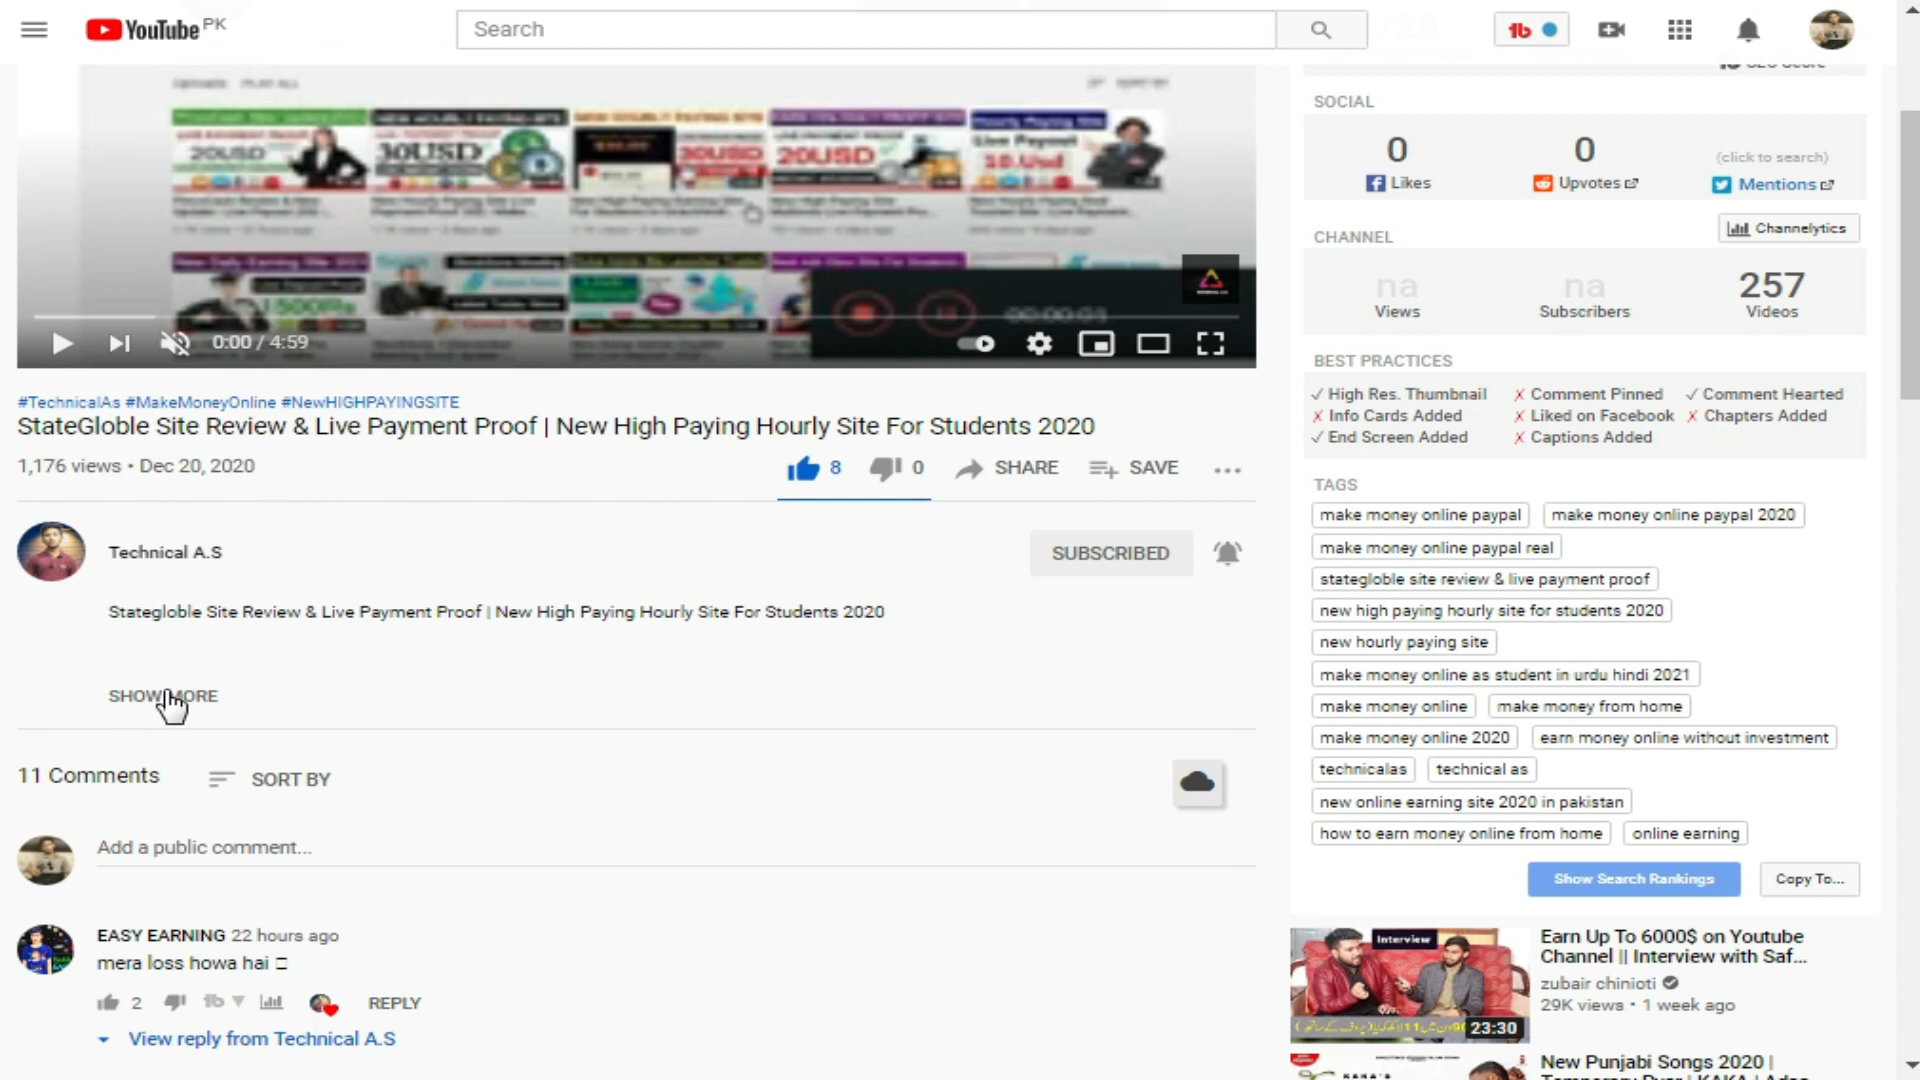 YouTube PK
Search
SOCIAL
0 0 (click to search)
Likes Upvotes Mentions
CHANNEL Channelytics
na na 257
Views Subscribers Videos
BEST PRACTICES
✓ High Res. Thumbnail ✗ Comment Pinned ✓ Comment Hearted
✗ Info Cards Added ✗ Liked on Facebook ✗ Chapters Added
✓ End Screen Added ✗ Captions Added
TAGS
make money online paypal make money online paypal 2020
make money online paypal real
stategloble site review & live payment proof
new high paying hourly site for students 2020
new hourly paying site
make money online as student in urdu hindi 2021
make money online make money from home
make money online 2020 earn money online without investment
technicalas technical as
new online earning site 2020 in pakistan
how to earn money online from home online earning
Show Search Rankings Copy To...
20USD 30USD 30USD 20USD Live Payout
0:00 / 4:59
#TechnicalAs #MakeMoneyOnline #NewHIGHPAYINGSITE
StateGloble Site Review & Live Payment Proof | New High Paying Hourly Site For Students 2020
1,176 views • Dec 20, 2020
8 0 SHARE SAVE
Technical A.S
SUBSCRIBED
Stategloble Site Review & Live Payment Proof | New High Paying Hourly Site For Students 2020
SHOW MORE
11 Comments SORT BY
Add a public comment...
EASY EARNING 22 hours ago
mera loss howa hai
2 REPLY
View reply from Technical A.S
Interview
23:30
Earn Up To 6000$ on Youtube
Channel || Interview with Saf...
zubair chinioti
29K views • 1 week ago
New Punjabi Songs 2020 |